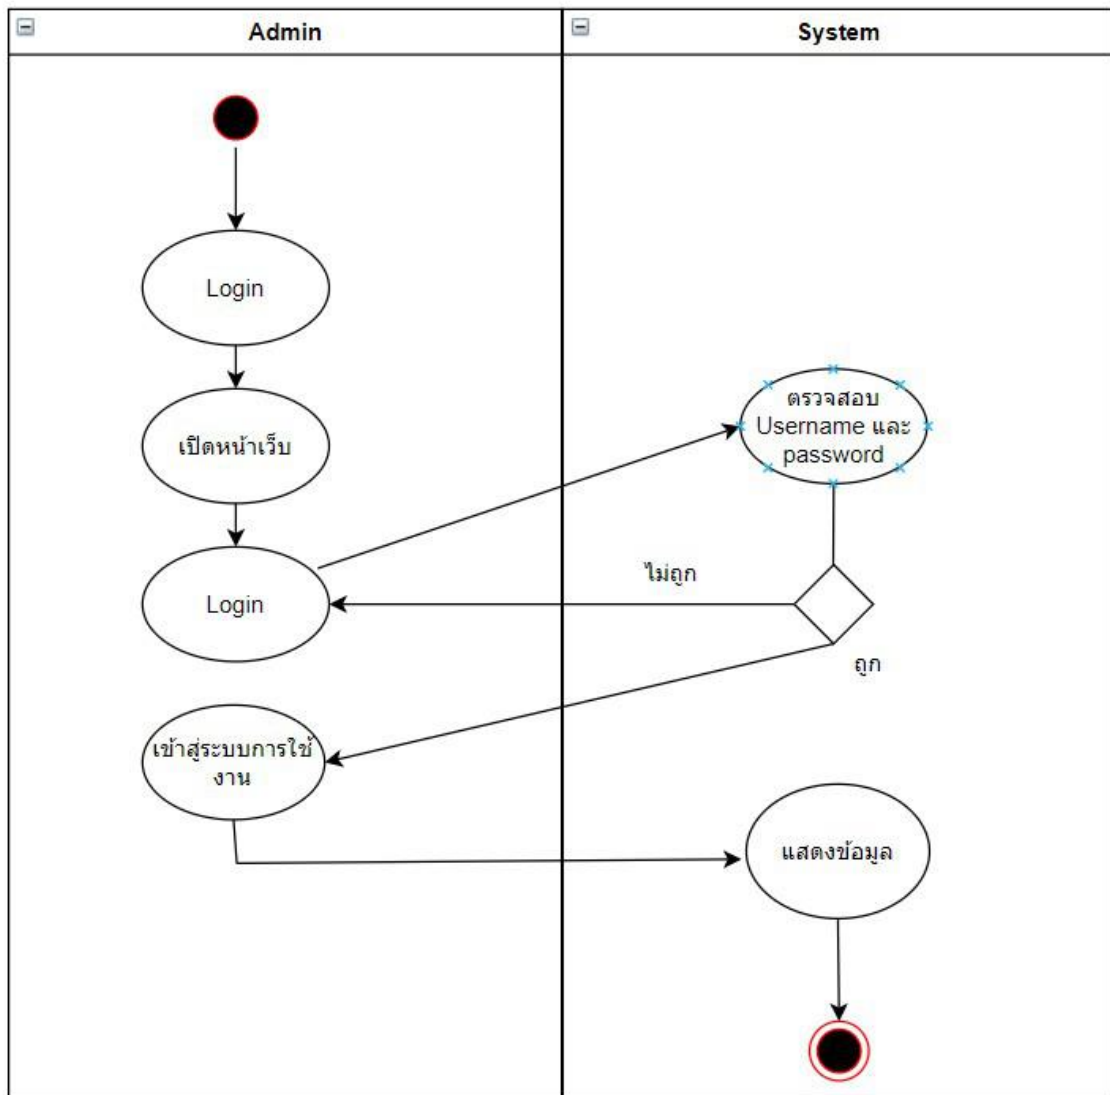 Admin
System
Login
เปิดหน้าเว็บ
ตรวจสอบ
Username และ
password
Login
ไม่ถูก
ถูก
เข้าสู่ระบบการใช้
งาน
แสดงข้อมูล